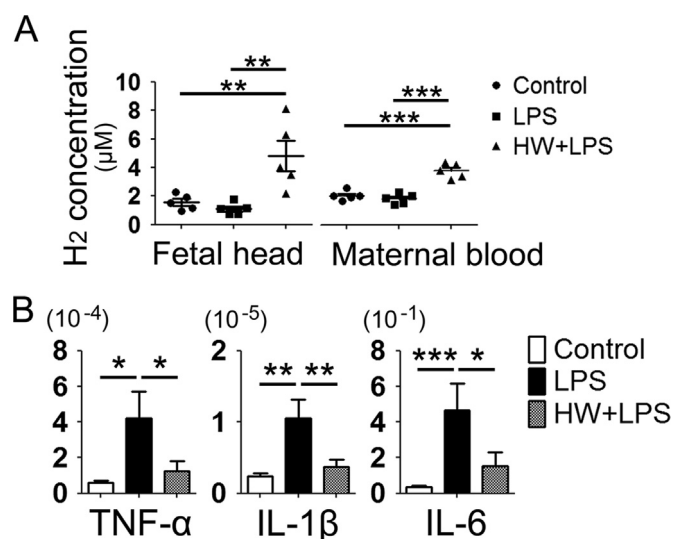 A
H2 concentration
(μM)
10
8
6
4
2
0
**
**
***
***
Control
LPS
HW+LPS
Fetal head
Maternal blood
B
(10-4)
(10-5)
(10-1)
8
6
4
2
0
*
*
2
1
0
**
**
8
6
4
2
0
***
*
Control
LPS
HW+LPS
TNF-α
IL-1β
IL-6